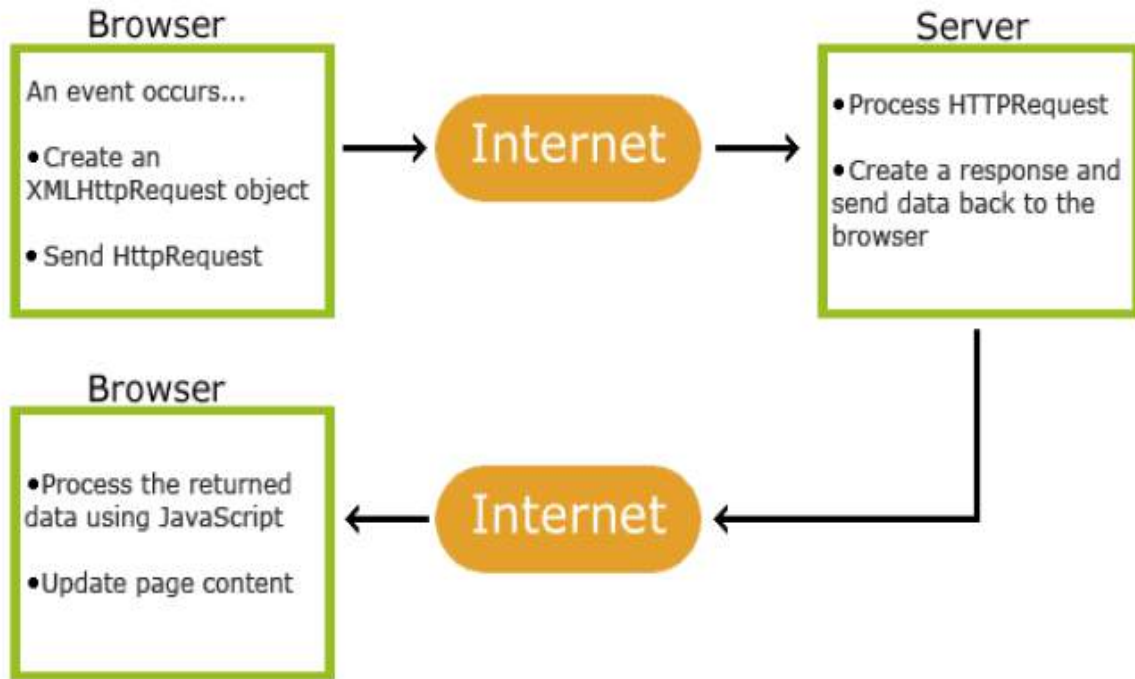 Browser
An event occurs...
•Create an
XMLHttpRequest object
• Send HttpRequest
Internet
Server
•Process HTTPRequest
•Create a response and
send data back to the
browser
Browser
•Process the returned
data using JavaScript
•Update page content
Internet